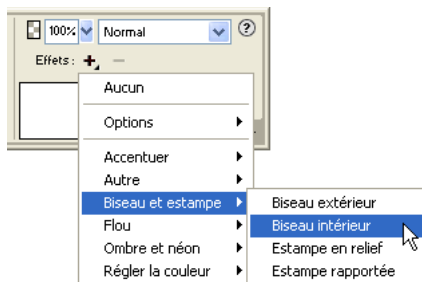 100% Normal ?
Effets :
Aucun
Options
Accentuer
Autre
Biseau et estampe
Biseau extérieur
Flou
Biseau intérieur
Ombre et néon
Estampe en relief
Régler la couleur
Estampe rapportée